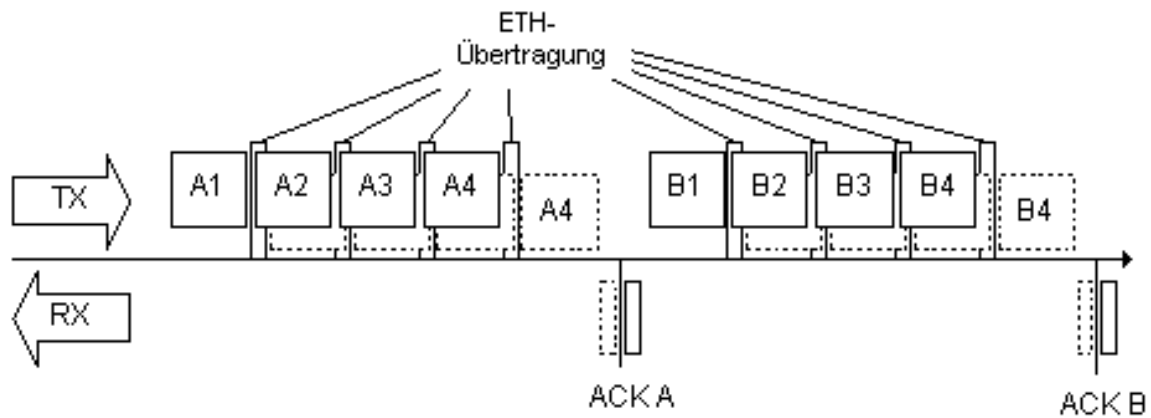 ETH-
Übertragung
TX
A1
A2
A3
A4
A4
B1
B2
B3
B4
B4
RX
ACK A
ACK B